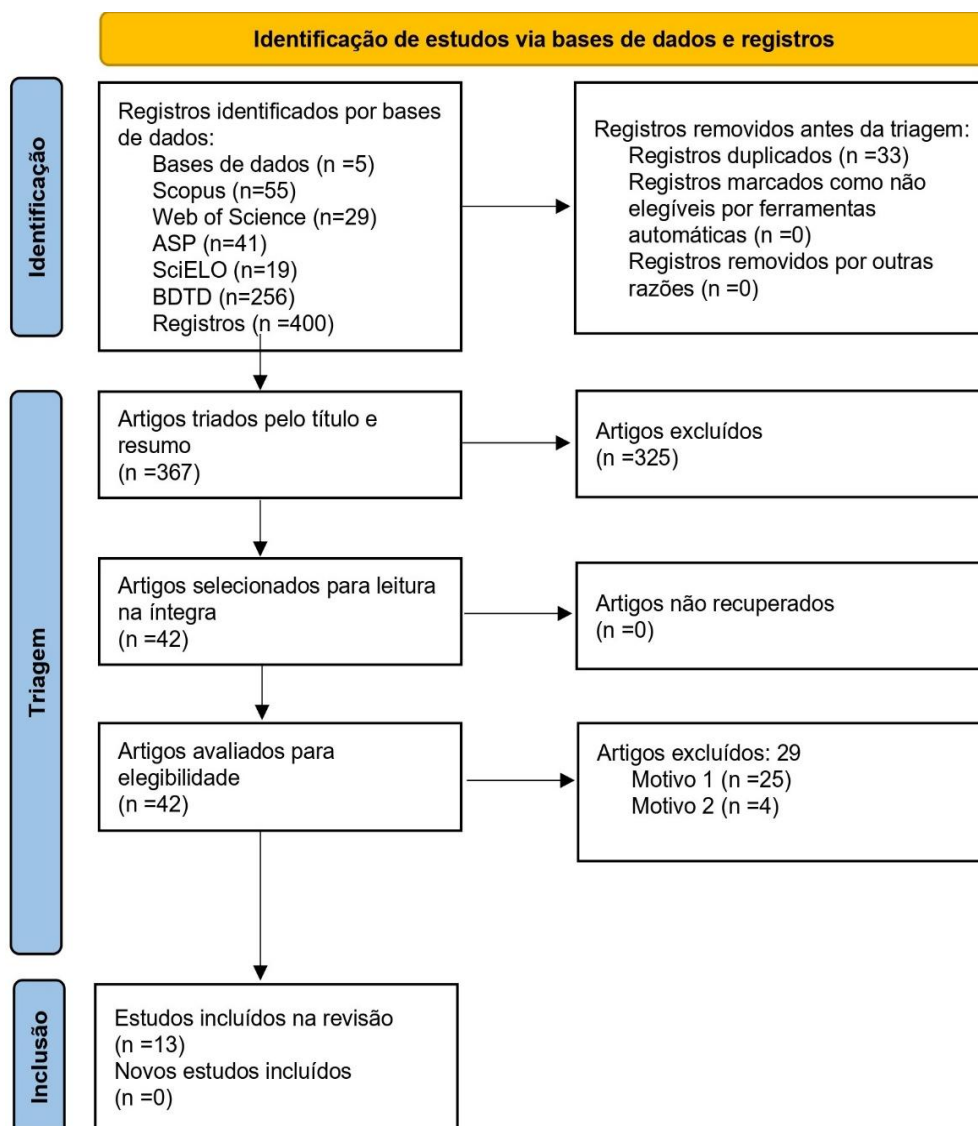 Identificação de estudos via bases de dados e registros
Identificação
Registros identificados por bases
de dados:
Bases de dados (n =5)
Scopus (n=55)
Web of Science (n=29)
ASP (n=41)
SciELO (n=19)
BDTD (n=256)
Registros (n =400)
Registros removidos antes da triagem:
Registros duplicados (n =33)
Registros marcados como não
elegíveis por ferramentas
automáticas (n =0)
Registros removidos por outras
razões (n =0)
Triagem
Artigos triados pelo título e
resumo
(n =367)
Artigos excluídos
(n =325)
Artigos selecionados para leitura
na íntegra
(n =42)
Artigos não recuperados
(n =0)
Artigos avaliados para
elegibilidade
(n =42)
Artigos excluídos: 29
Motivo 1 (n =25)
Motivo 2 (n =4)
Inclusão
Estudos incluídos na revisão
(n =13)
Novos estudos incluídos
(n =0)